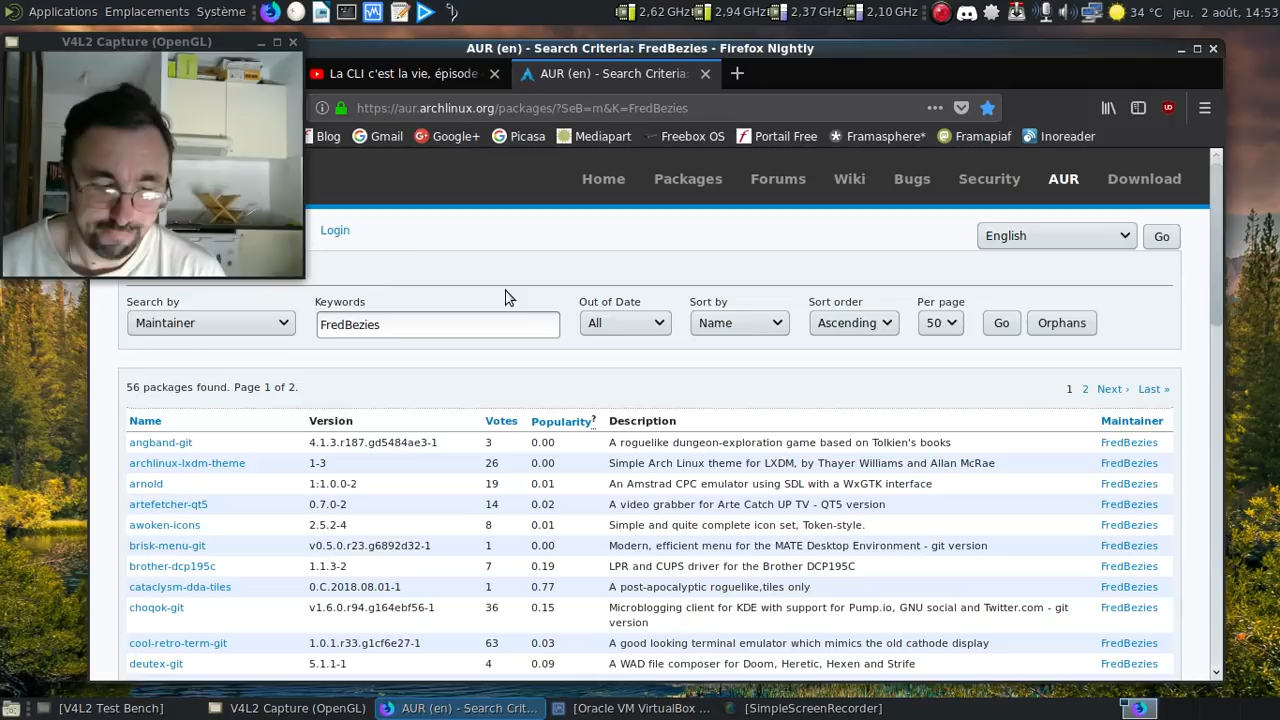 Applications Emplacements Système 2,62 GHz 2,94 GHz 2,37 GHz 2,10 GHz 34 °C jeu. 2 août, 14:53
V4L2 Capture (OpenGL)
AUR (en) - Search Criteria: FredBezies - Firefox Nightly
La CLI c'est la vie, épisode AUR (en) - Search Criteria:
https://aur.archlinux.org/packages/?SeB=m&K=FredBezies
Blog Gmail Google+ Picasa Mediapart Freebox OS Portail Free Framasphere* Framapiaf Inoreader
Home Packages Forums Wiki Bugs Security AUR Download
Login
English Go
Search by Keywords Out of Date Sort by Sort order Per page
Maintainer FredBezies All Name Ascending 50 Go Orphans
56 packages found. Page 1 of 2. 1 2 Next › Last »
Name Version Votes Popularity? Description Maintainer
angband-git 4.1.3.r187.gd5484ae3-1 3 0.00 A roguelike dungeon-exploration game based on Tolkien's books FredBezies
archlinux-lxdm-theme 1-3 26 0.00 Simple Arch Linux theme for LXDM, by Thayer Williams and Allan McRae FredBezies
arnold 1:1.0.0-2 19 0.01 An Amstrad CPC emulator using SDL with a WxGTK interface FredBezies
artefetcher-qt5 0.7.0-2 14 0.02 A video grabber for Arte Catch UP TV - QT5 version FredBezies
awoken-icons 2.5.2-4 8 0.01 Simple and quite complete icon set, Token-style. FredBezies
brisk-menu-git v0.5.0.r23.g6892d32-1 1 0.00 Modern, efficient menu for the MATE Desktop Environment - git version FredBezies
brother-dcp195c 1.1.3-2 7 0.19 LPR and CUPS driver for the Brother DCP195C FredBezies
cataclysm-dda-tiles 0.C.2018.08.01-1 1 0.77 A post-apocalyptic roguelike,tiles only FredBezies
choqok-git v1.6.0.r94.g164ebf56-1 36 0.15 Microblogging client for KDE with support for Pump.io, GNU social and Twitter.com - git FredBezies
version
cool-retro-term-git 1.0.1.r33.g1cf6e27-1 63 0.03 A good looking terminal emulator which mimics the old cathode display FredBezies
deutex-git 5.1.1-1 4 0.09 A WAD file composer for Doom, Heretic, Hexen and Strife FredBezies
[V4L2 Test Bench] V4L2 Capture (OpenGL) AUR (en) - Search Crit... [Oracle VM VirtualBox ... [SimpleScreenRecorder]